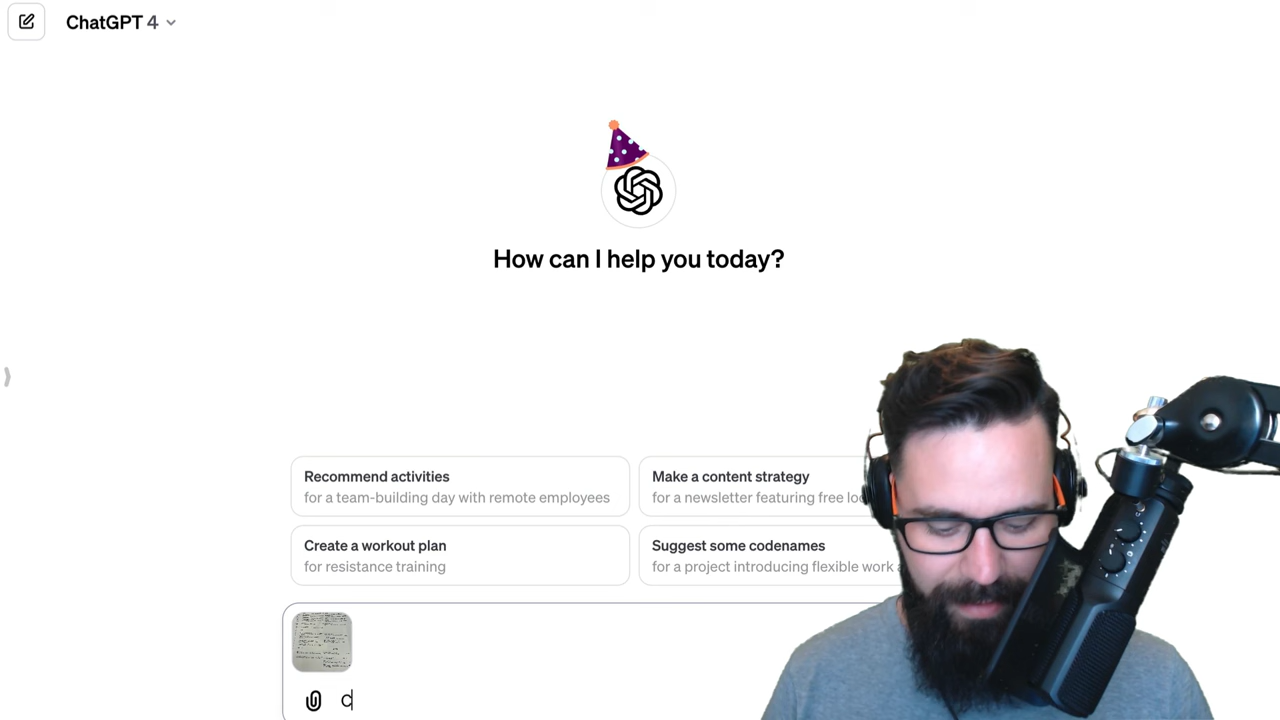 ChatGPT 4
How can I help you today?
Recommend activities
for a team-building day with remote employees
Make a content strategy
for a newsletter featuring free
Create a workout plan
for resistance training
Suggest some codenames
for a project introducing flexible work
C